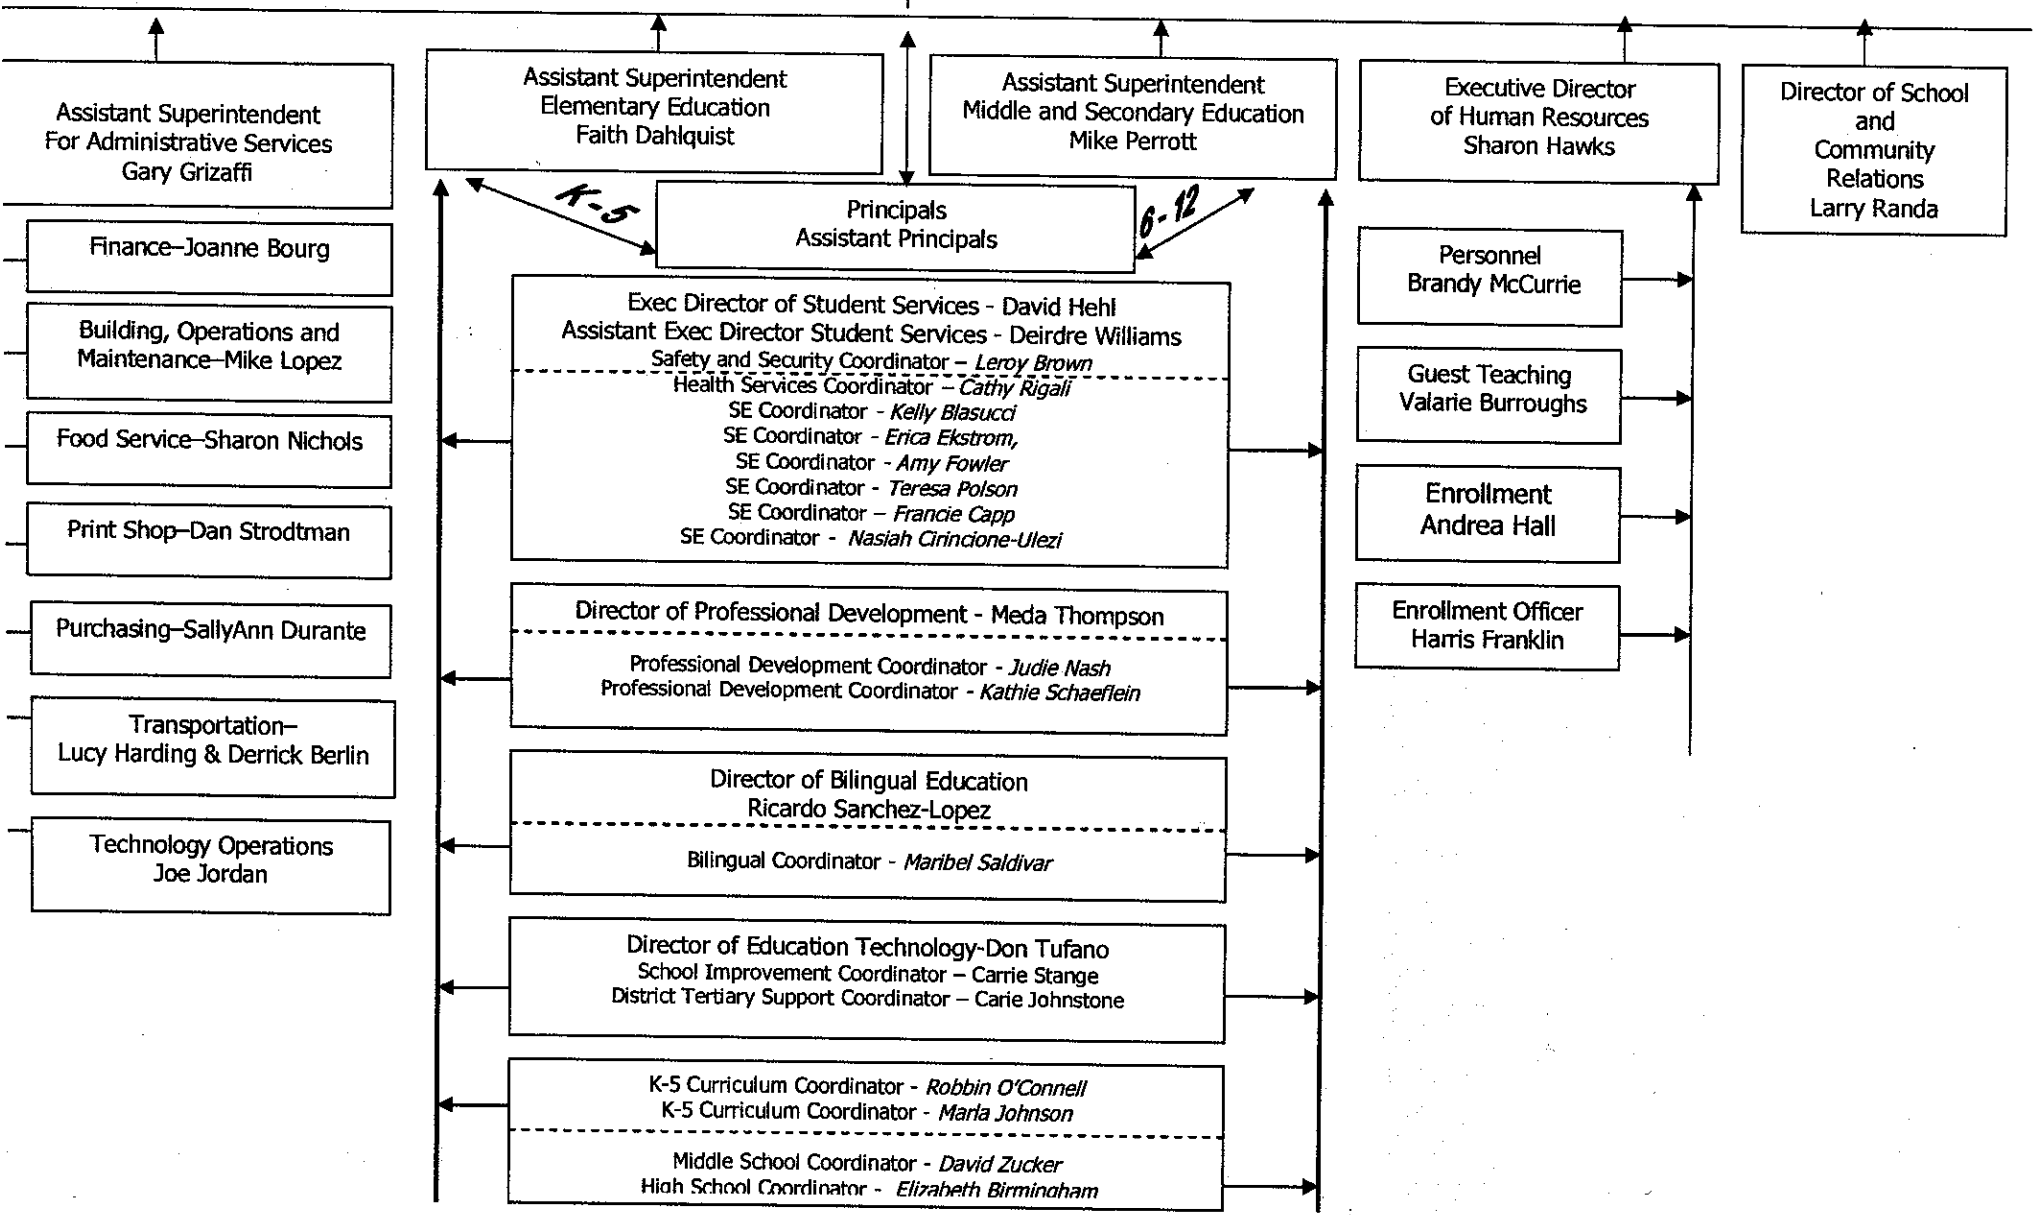 Assistant Superintendent
For Administrative Services
Gary Grizaffi
Finance–Joanne Bourg
Building, Operations and
Maintenance–Mike Lopez
Food Service–Sharon Nichols
Print Shop–Dan Strodtman
Purchasing–SallyAnn Durante
Transportation–
Lucy Harding & Derrick Berlin
Technology Operations
Joe Jordan
Assistant Superintendent
Elementary Education
Faith Dahlquist
Assistant Superintendent
Middle and Secondary Education
Mike Perrott
K-5
Principals
Assistant Principals
6-12
Exec Director of Student Services - David Hehl
Assistant Exec Director Student Services - Deirdre Williams
Safety and Security Coordinator – Leroy Brown
Health Services Coordinator – Cathy Rigali
SE Coordinator - Kelly Blasucci
SE Coordinator - Erica Ekstrom,
SE Coordinator - Amy Fowler
SE Coordinator - Teresa Polson
SE Coordinator – Francie Capp
SE Coordinator - Nasiah Cirincione-Ulezi
Director of Professional Development - Meda Thompson
Professional Development Coordinator - Judie Nash
Professional Development Coordinator - Kathie Schaeflein
Director of Bilingual Education
Ricardo Sanchez-Lopez
Bilingual Coordinator - Maribel Saldivar
Director of Education Technology-Don Tufano
School Improvement Coordinator – Carrie Stange
District Tertiary Support Coordinator – Carie Johnstone
K-5 Curriculum Coordinator - Robbin O'Connell
K-5 Curriculum Coordinator - Marla Johnson
Middle School Coordinator - David Zucker
High School Coordinator - Elizabeth Birmingham
Executive Director
of Human Resources
Sharon Hawks
Personnel
Brandy McCurrie
Guest Teaching
Valarie Burroughs
Enrollment
Andrea Hall
Enrollment Officer
Harris Franklin
Director of School
and
Community
Relations
Larry Randa